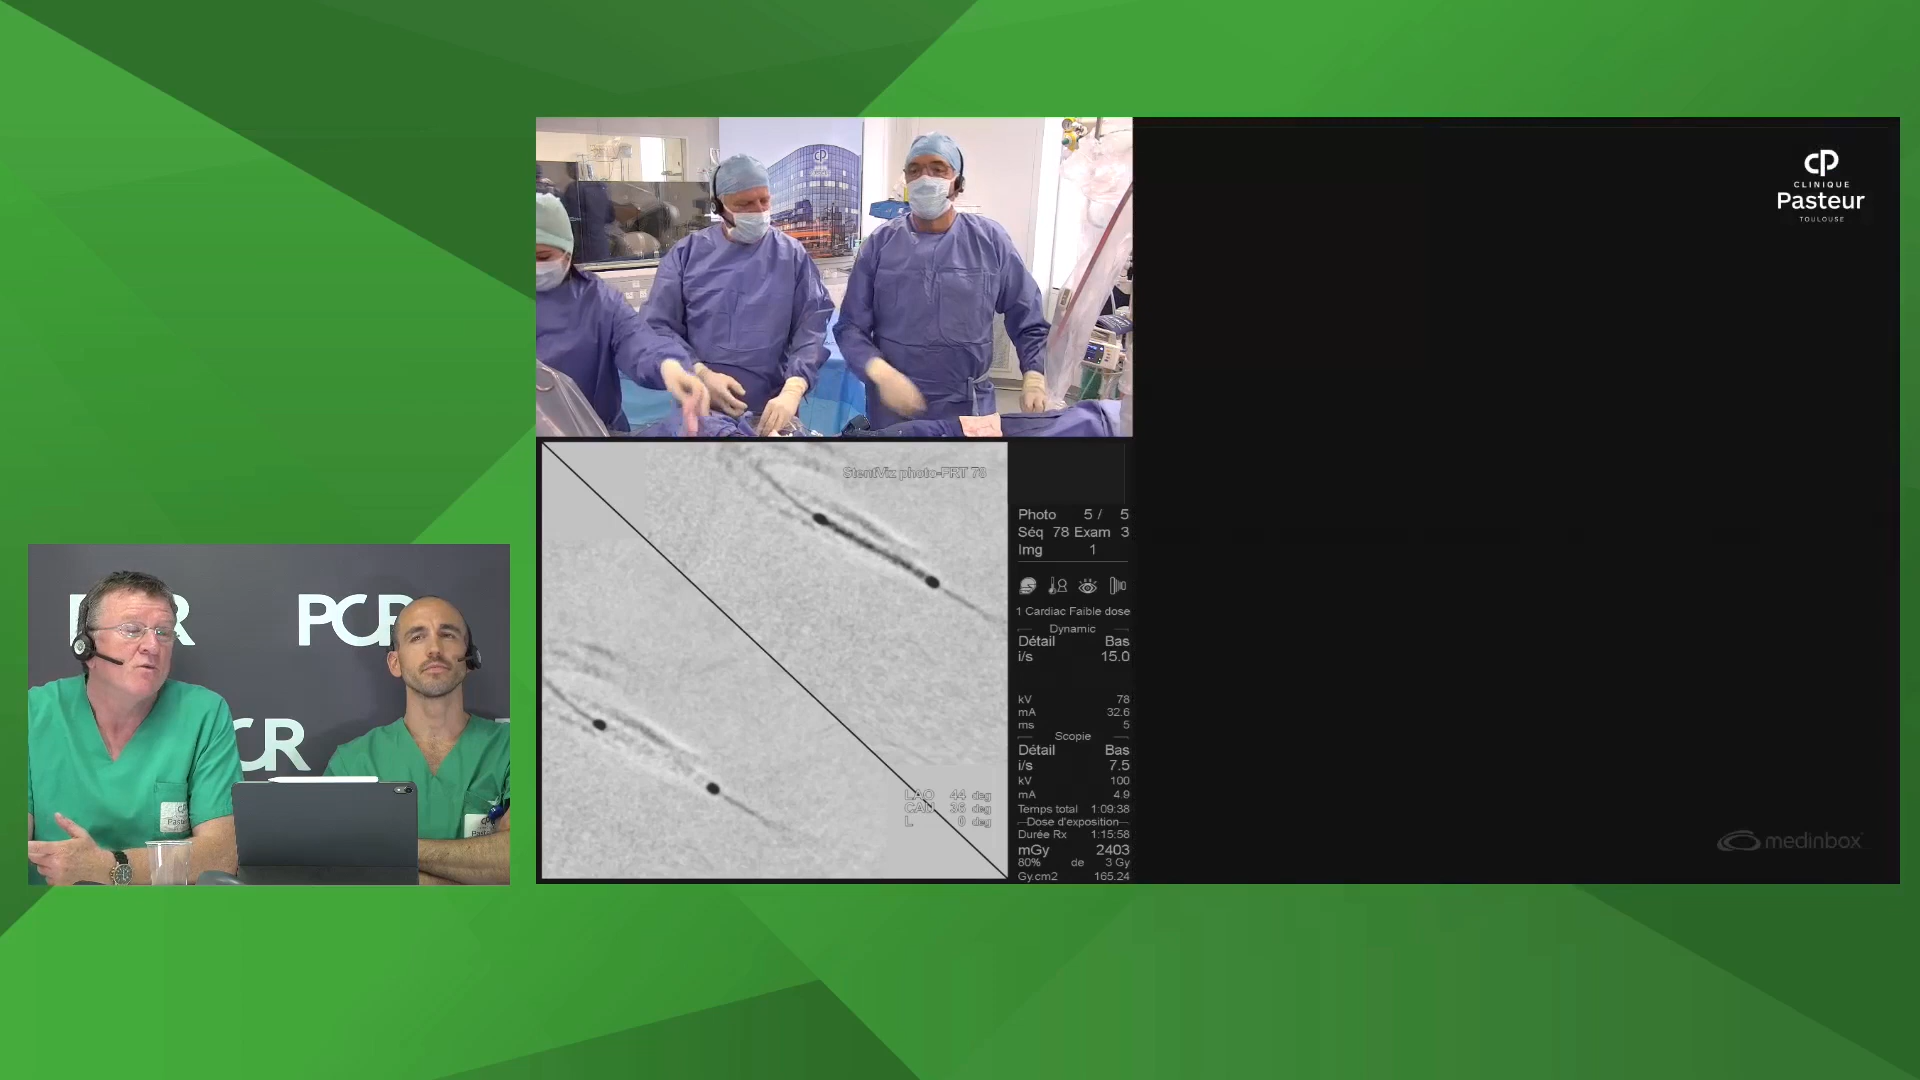 CP
CLINIQUE
Pasteur
TOULOUSE
StentViz photo-PRT 78
Photo 5 / 5
Séq 78 Exam 3
Img 1
1 Cardiac Faible dose
Dynamic
Détail Bas
i/s 15.0
kV 78
mA 32.6
ms 5
Scopie
Détail Bas
i/s 7.5
kV 100
mA 4.9
Temps total 1:09:38
Dose d'exposition
Durée Rx 1:15:58
mGy 2403
80% de 3 Gy
Gy.cm2 165.24
LAO 44 deg
CAU 36 deg
L 0 deg
medinbox
PCR